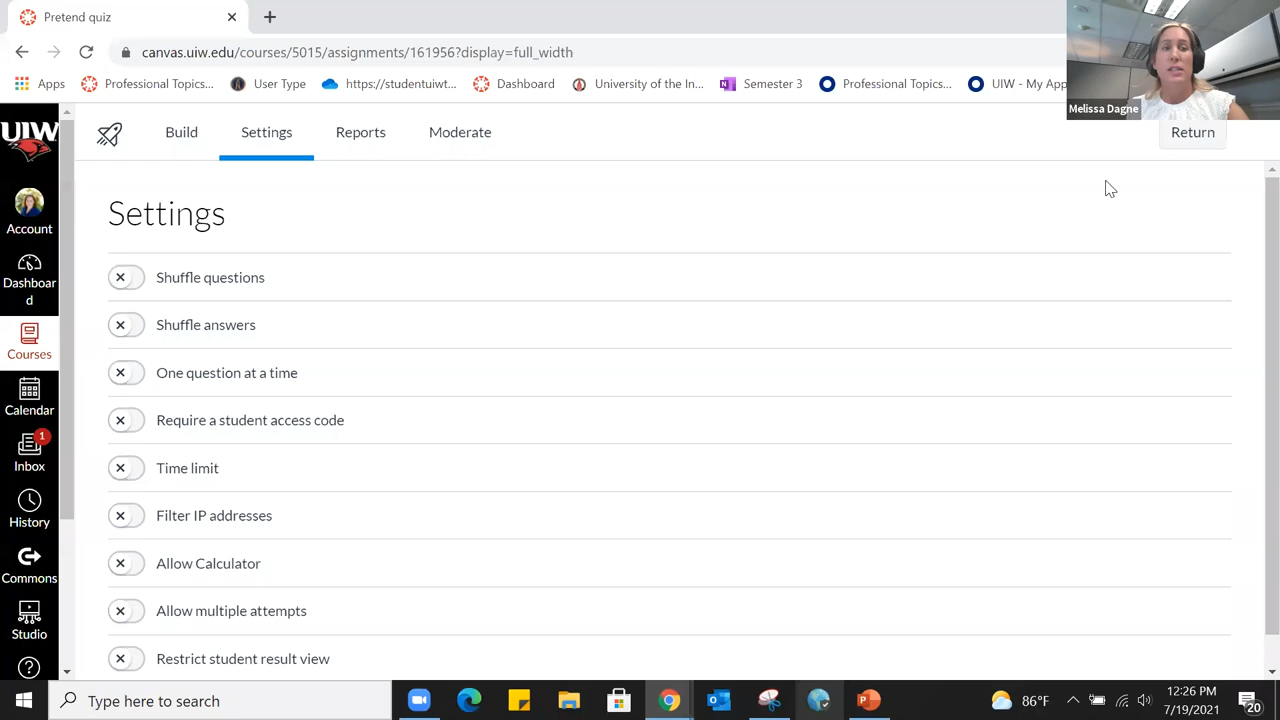 Pretend quiz
canvas.uiw.edu/courses/5015/assignments/161956?display=full_width
Apps
Professional Topics...
User Type
https://studentuiwt...
Dashboard
University of the In...
Semester 3
Professional Topics...
UIW - My App
Melissa Dagne
UIW
Build
Settings
Reports
Moderate
Return
Account
Dashboar
d
Courses
Calendar
1
Inbox
History
Commons
Studio
Settings
Shuffle questions
Shuffle answers
One question at a time
Require a student access code
Time limit
Filter IP addresses
Allow Calculator
Allow multiple attempts
Restrict student result view
Type here to search
86°F
12:26 PM
7/19/2021
20